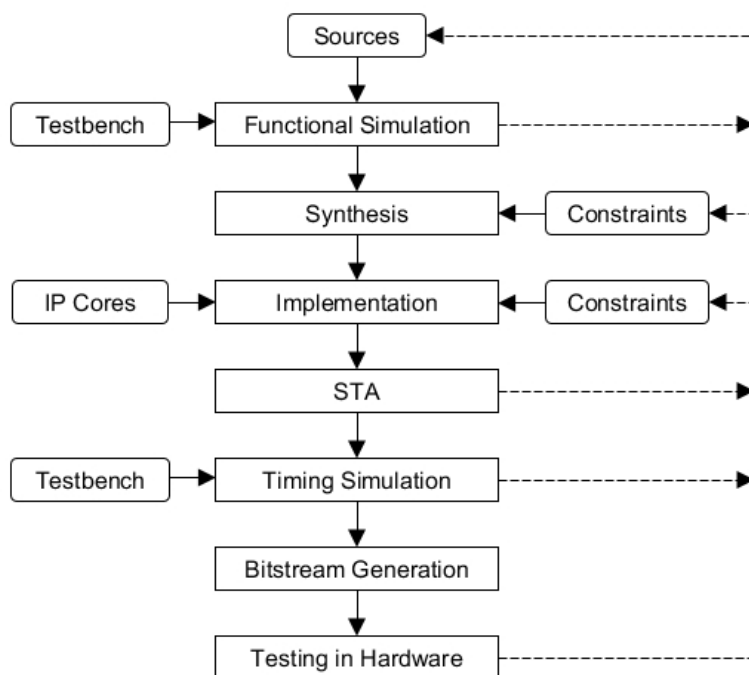 Sources
Testbench
Functional Simulation
Synthesis
Constraints
IP Cores
Implementation
Constraints
STA
Testbench
Timing Simulation
Bitstream Generation
Testing in Hardware